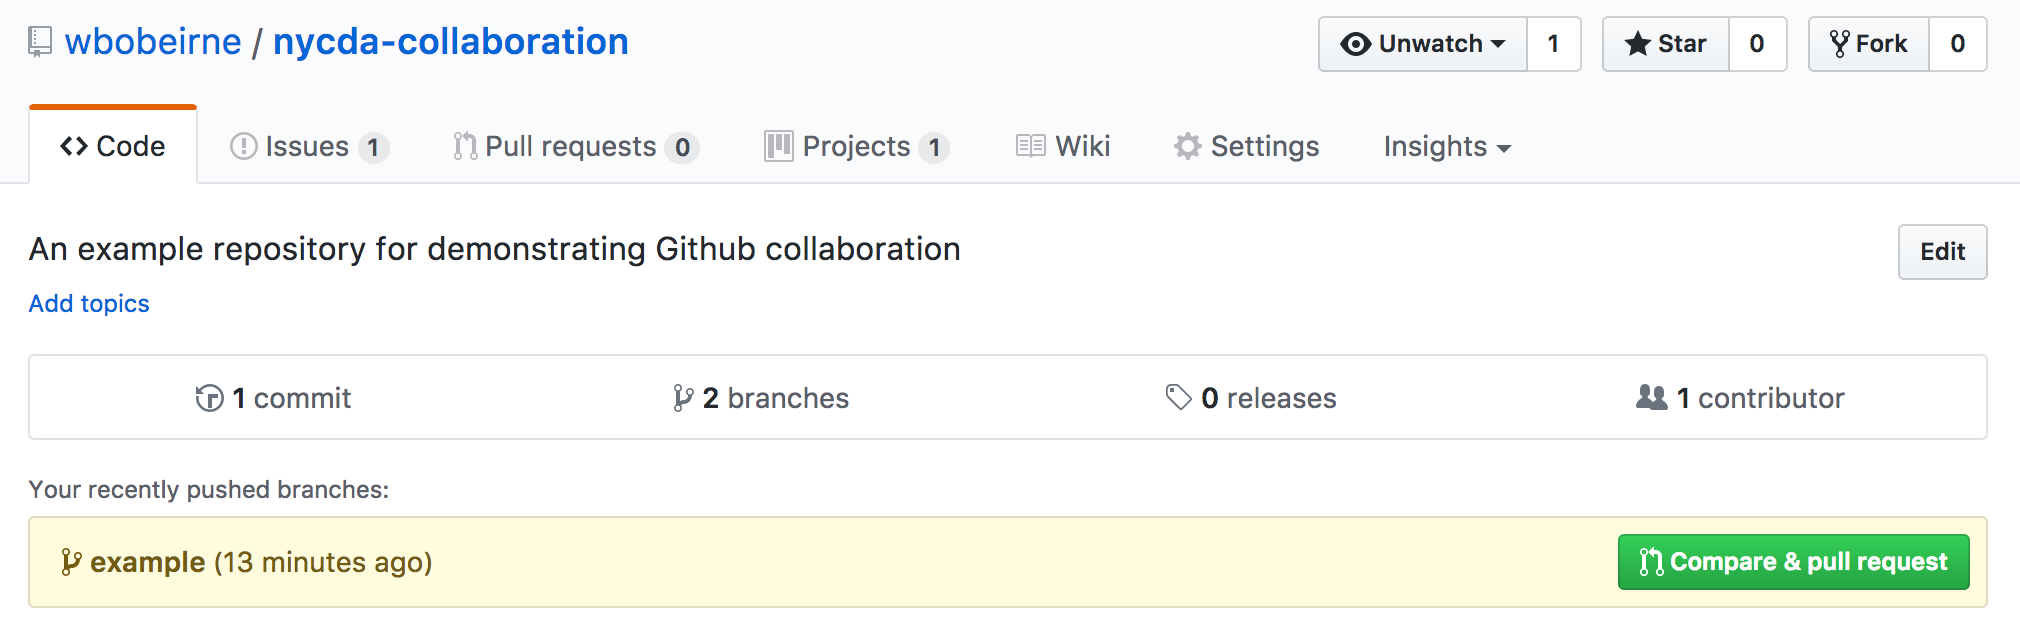 wbobeirne / nycda-collaboration
Unwatch 1 Star 0 Fork 0
Code Issues 1 Pull requests 0 Projects 1 Wiki Settings Insights
An example repository for demonstrating Github collaboration
Edit
Add topics
1 commit 2 branches 0 releases 1 contributor
Your recently pushed branches:
example (13 minutes ago) Compare & pull request